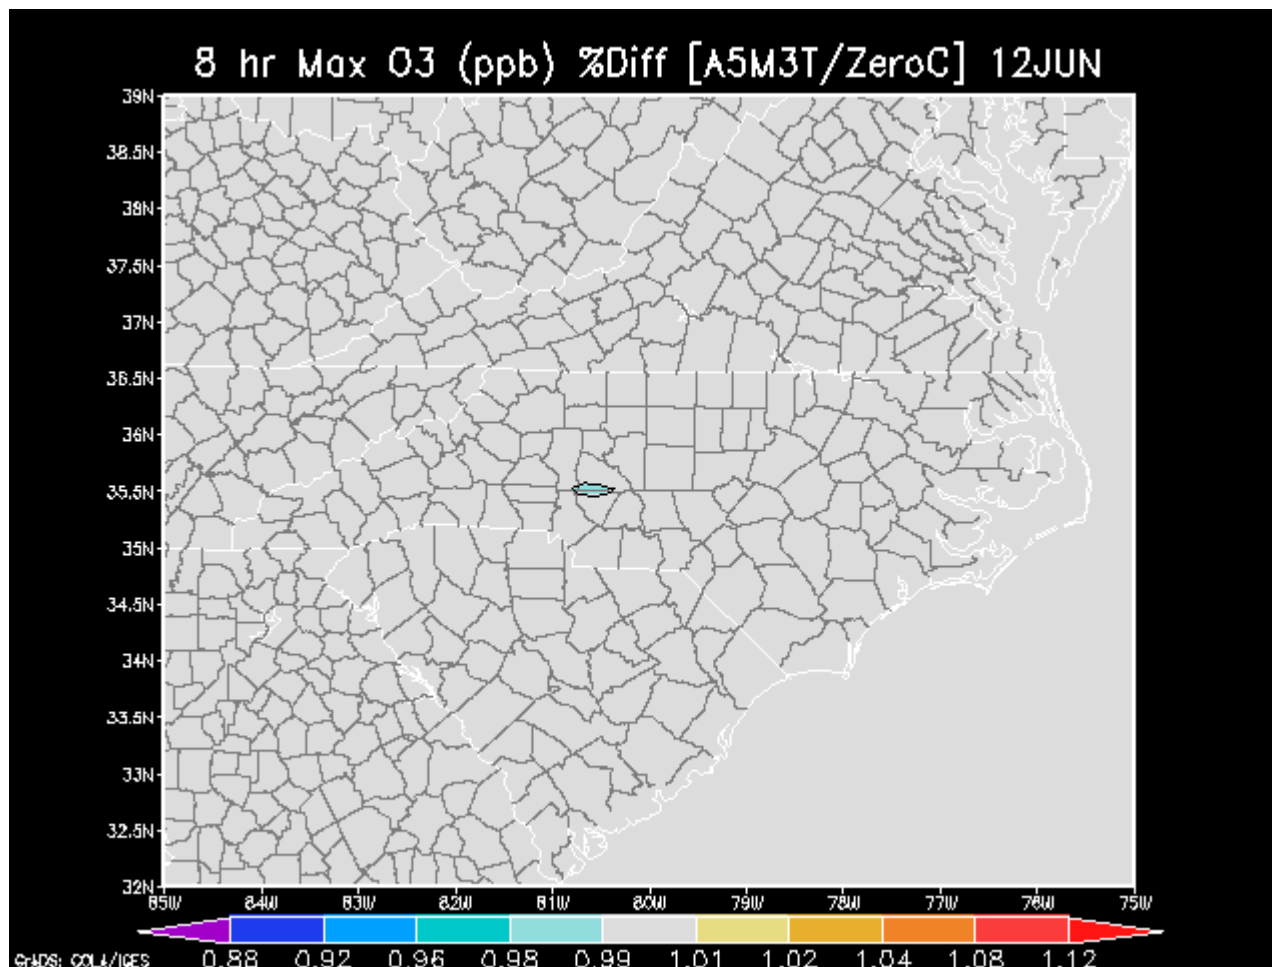 8 hr Max O3 (ppb) %Diff [A5M3T/ZeroC] 12JUN
39N
38.5N
38N
37.5N
37N
36.5N
36N
35.5N
35N
34.5N
34N
33.5N
33N
32.5N
32N
85W 84W 83W 82W 81W 80W 79W 78W 77W 76W 75W
0.88 0.92 0.96 0.98 0.99 1.01 1.02 1.04 1.08 1.12
GrADS: COLA/IGES